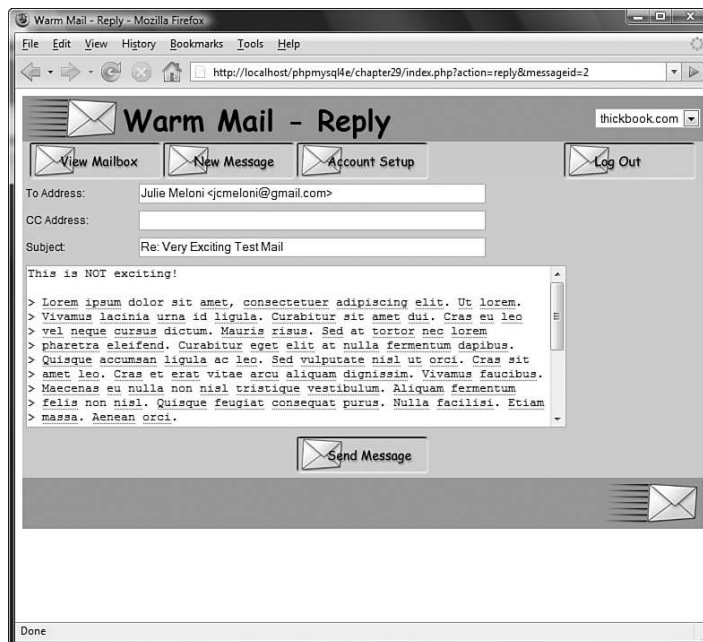 Warm Mail - Reply - Mozilla Firefox
File Edit View History Bookmarks Tools Help
http://localhost/phpmysql4e/chapter29/index.php?action=reply&messageid=2
Warm Mail - Reply
thickbook.com
View Mailbox New Message Account Setup Log Out
To Address: Julie Meloni <jcmeloni@gmail.com>
CC Address:
Subject: Re: Very Exciting Test Mail
This is NOT exciting!
> Lorem ipsum dolor sit amet, consectetuer adipiscing elit. Ut lorem.
> Vivamus lacinia urna id ligula. Curabitur sit amet dui. Cras eu leo
> vel neque cursus dictum. Mauris risus. Sed at tortor nec lorem
> pharetra eleifend. Curabitur eget elit at nulla fermentum dapibus.
> Quisque accumsan ligula ac leo. Sed vulputate nisl ut orci. Cras sit
> amet leo. Cras et erat vitae arcu aliquam dignissim. Vivamus faucibus.
> Maecenas eu nulla non nisl tristique vestibulum. Aliquam fermentum
> felis non nisl. Quisque feugiat consequat purus. Nulla facilisi. Etiam
> massa. Aenean orci.
Send Message
Done